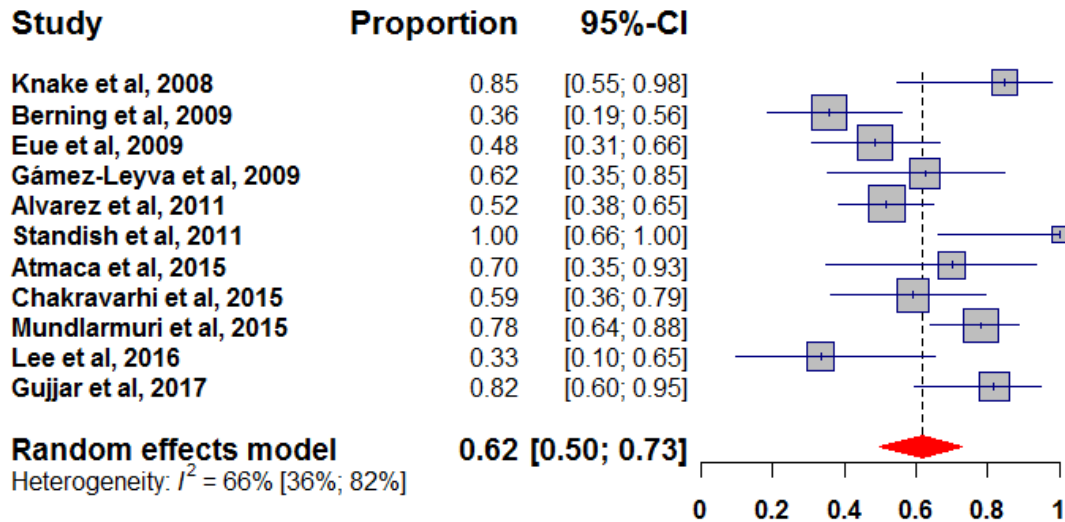 Study Proportion 95%-CI
Knake et al, 2008 0.85 [0.55; 0.98]
Berning et al, 2009 0.36 [0.19; 0.56]
Eue et al, 2009 0.48 [0.31; 0.66]
Gámez-Leyva et al, 2009 0.62 [0.35; 0.85]
Alvarez et al, 2011 0.52 [0.38; 0.65]
Standish et al, 2011 1.00 [0.66; 1.00]
Atmaca et al, 2015 0.70 [0.35; 0.93]
Chakravarhi et al, 2015 0.59 [0.36; 0.79]
Mundlarmuri et al, 2015 0.78 [0.64; 0.88]
Lee et al, 2016 0.33 [0.10; 0.65]
Gujjar et al, 2017 0.82 [0.60; 0.95]
Random effects model 0.62 [0.50; 0.73]
Heterogeneity: I² = 66% [36%; 82%]
0 0.2 0.4 0.6 0.8 1